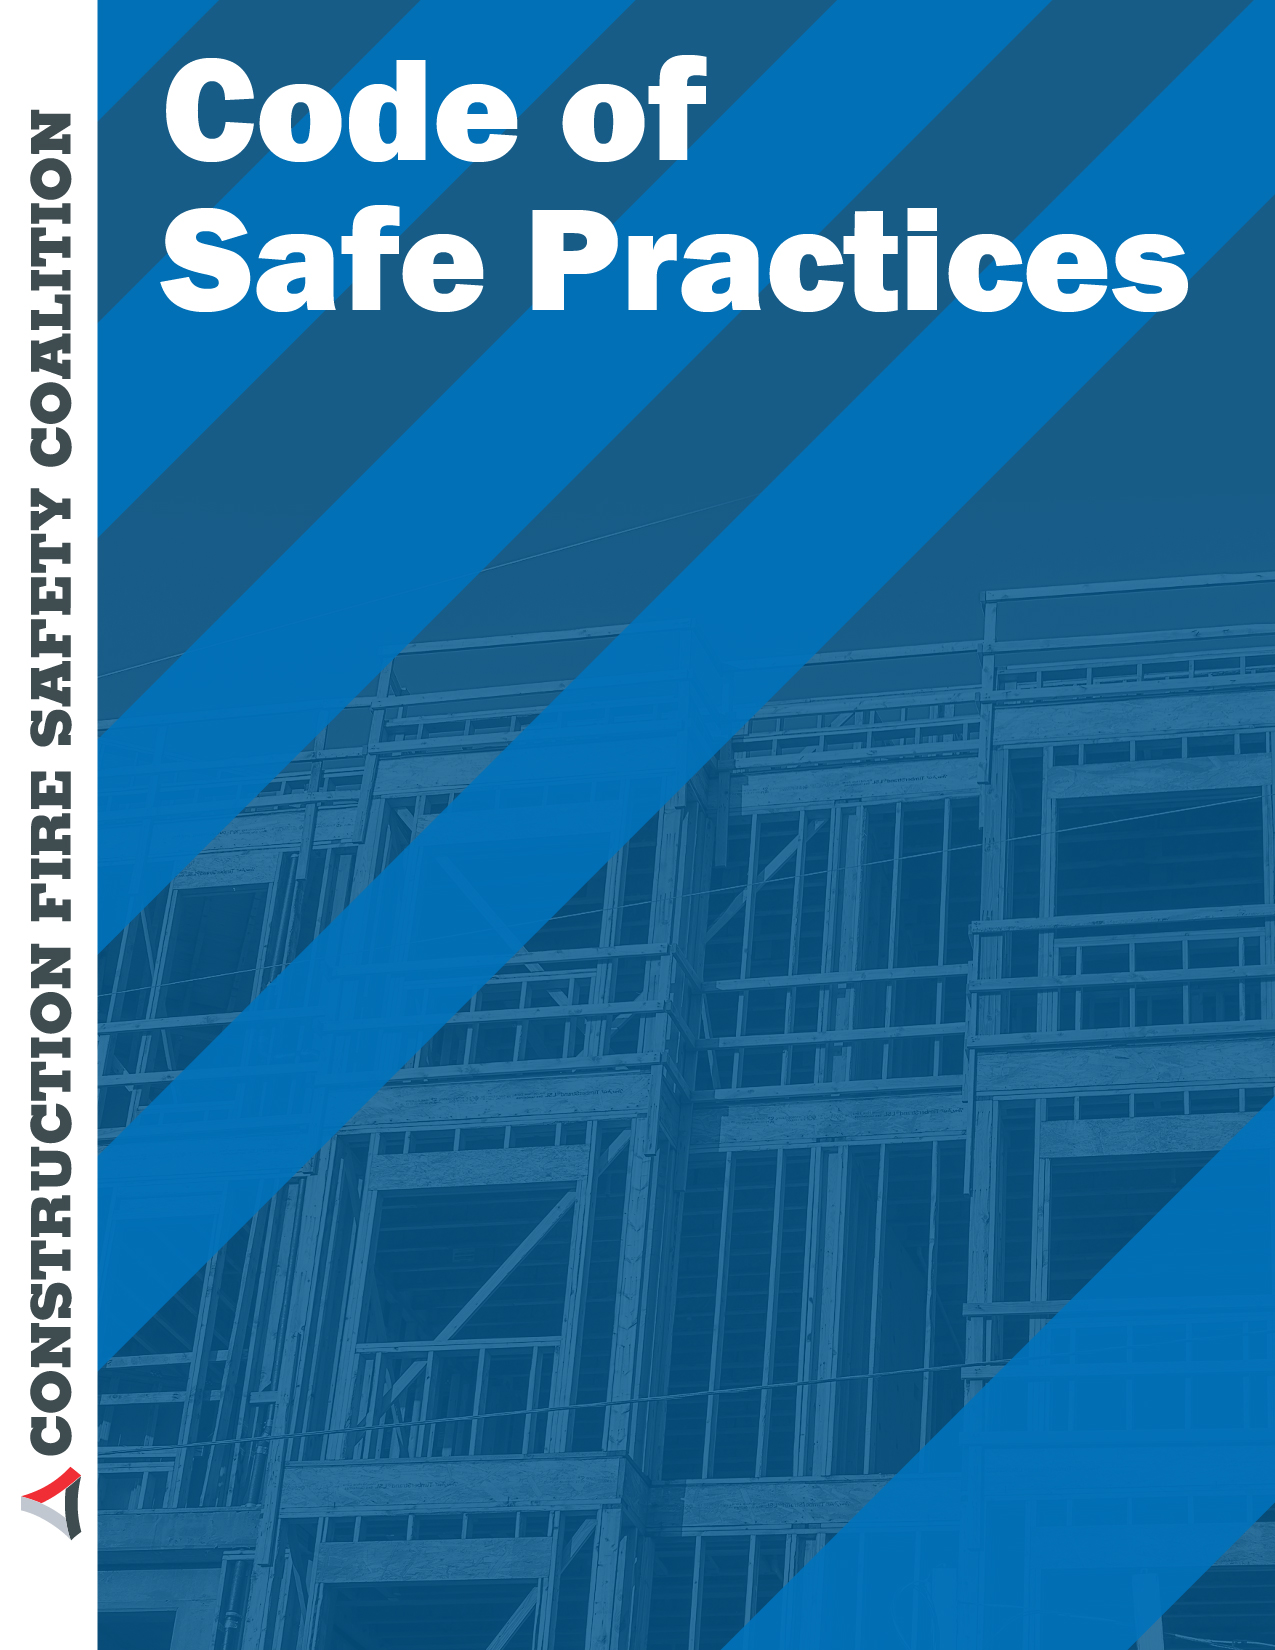 Code of
Safe Practices
CONSTRUCTION FIRE SAFETY COALITION